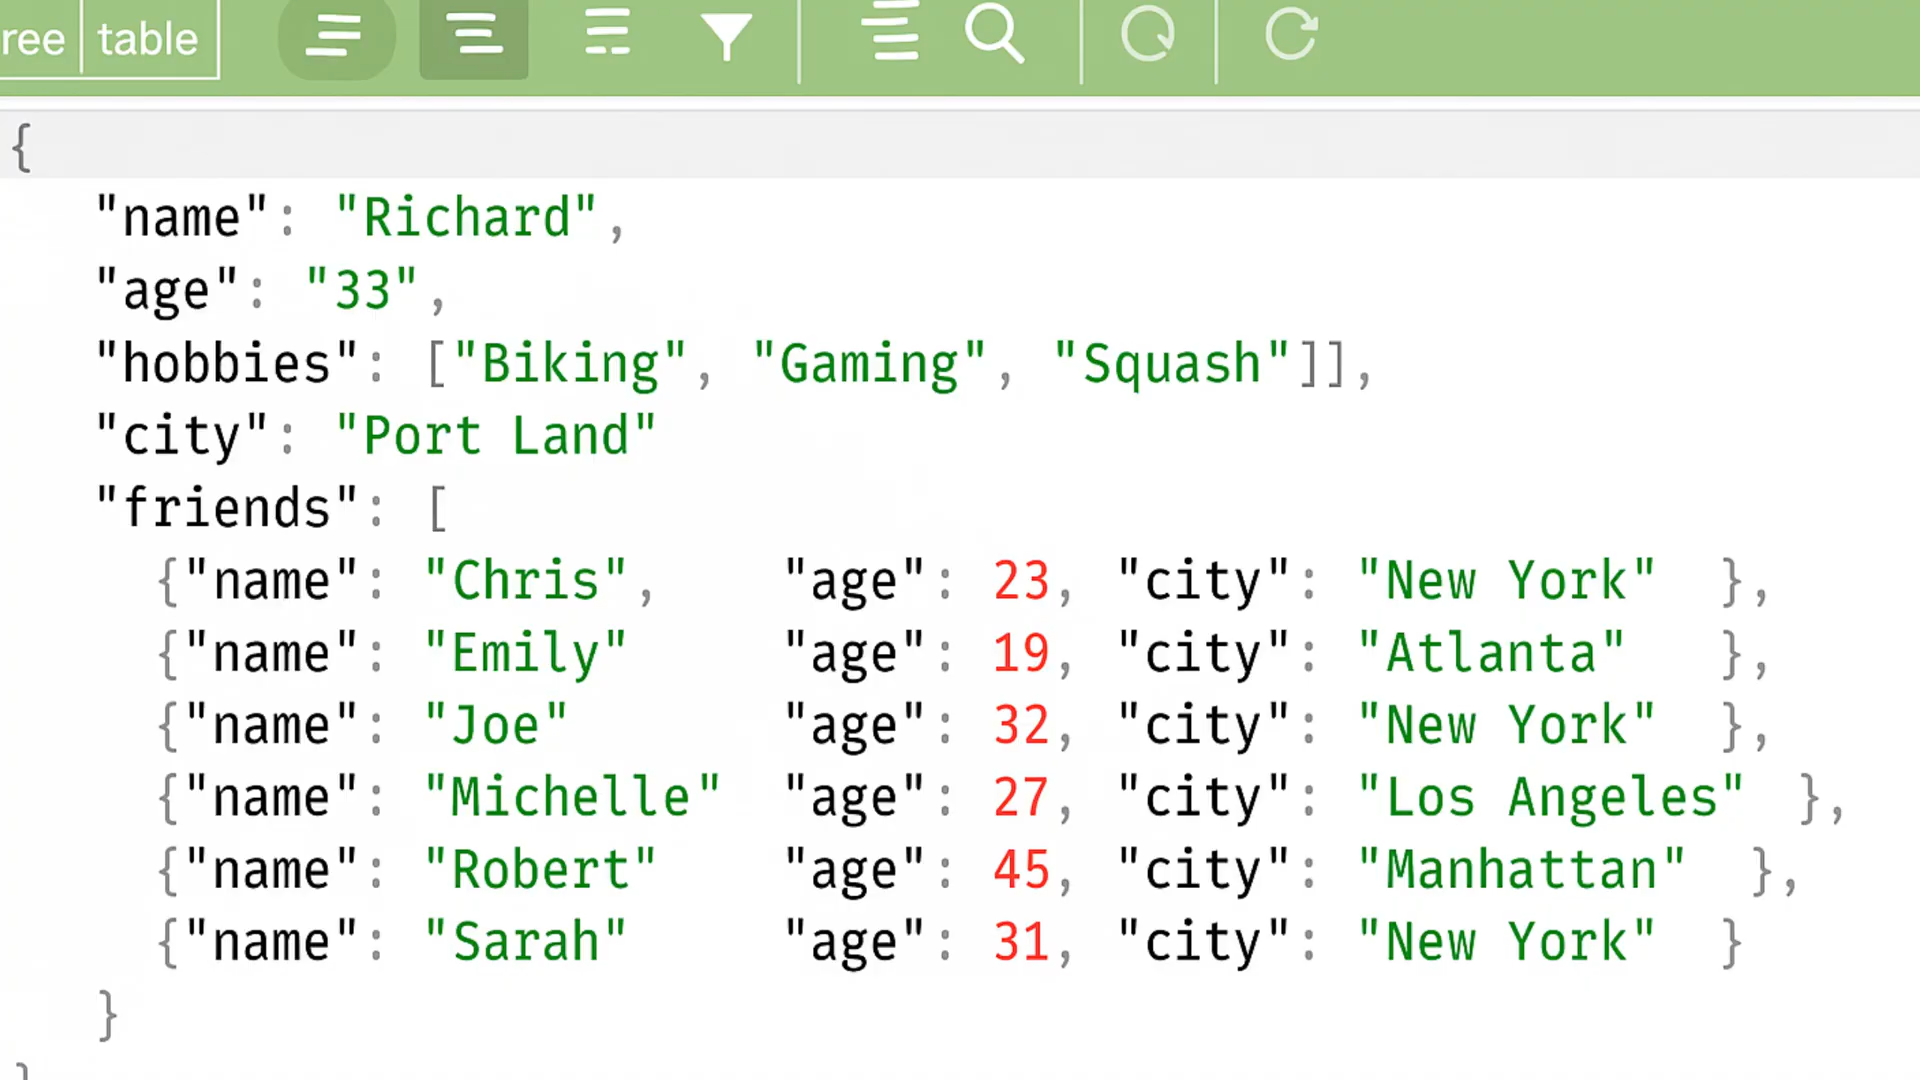 ree table
{
"name": "Richard",
"age": "33",
"hobbies": ["Biking", "Gaming", "Squash"]],
"city": "Port Land"
"friends": [
{"name": "Chris", "age": 23, "city": "New York" },
{"name": "Emily" "age": 19, "city": "Atlanta" },
{"name": "Joe" "age": 32, "city": "New York" },
{"name": "Michelle" "age": 27, "city": "Los Angeles" },
{"name": "Robert" "age": 45, "city": "Manhattan" },
{"name": "Sarah" "age": 31, "city": "New York" }
}